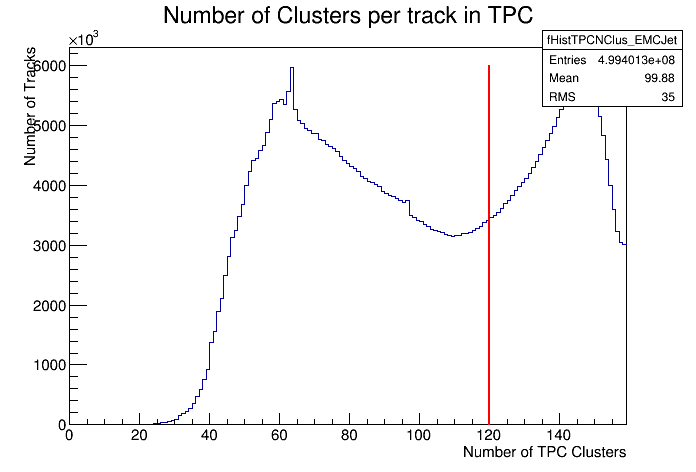 Number of Clusters per track in TPC
×10³
fHistTPCNClus_EMCJet
Entries 4.994013e+08
Mean 99.88
RMS 35
Number of Tracks
6000
5000
4000
3000
2000
1000
0
0 20 40 60 80 100 120 140
Number of TPC Clusters